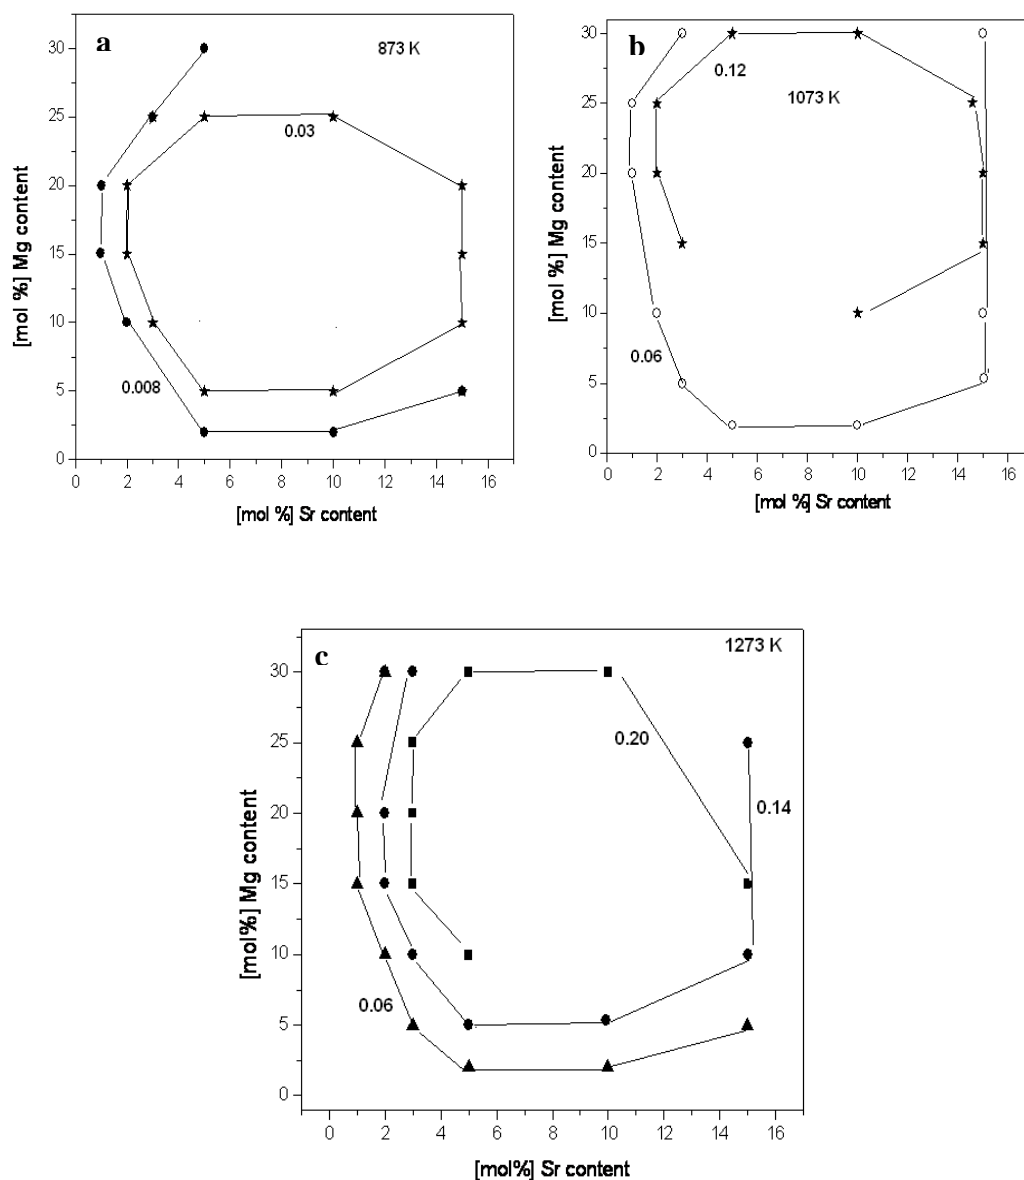 a
873 K
30
25
20
15
10
5
0
0.03
0.008
0 2 4 6 8 10 12 14 16
[mol %] Mg content
[mol %] Sr content
b
1073 K
30
25
20
15
10
5
0
0.12
0.06
0 2 4 6 8 10 12 14 16
[mol %] Mg content
[mol %] Sr content
c
1273 K
30
25
20
15
10
5
0
0.20
0.14
0.06
0 2 4 6 8 10 12 14 16
[mol%] Mg content
[mol%] Sr content